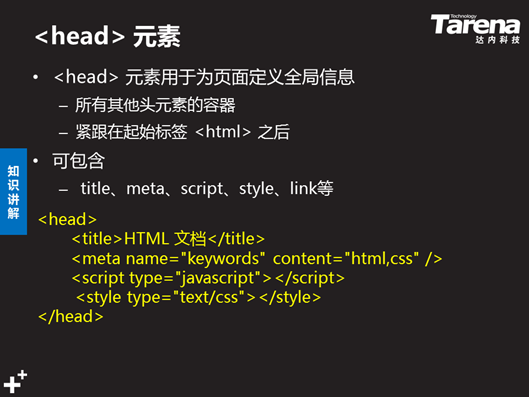 <head> 元素
Technology
Tarena
达内科技
• <head> 元素用于为页面定义全局信息
– 所有其他头元素的容器
– 紧跟在起始标签 <html> 之后
• 可包含
– title、meta、script、style、link等
知识讲解
<head>
<title>HTML 文档</title>
<meta name="keywords" content="html,css" />
<script type="javascript"></script>
<style type="text/css"></style>
</head>